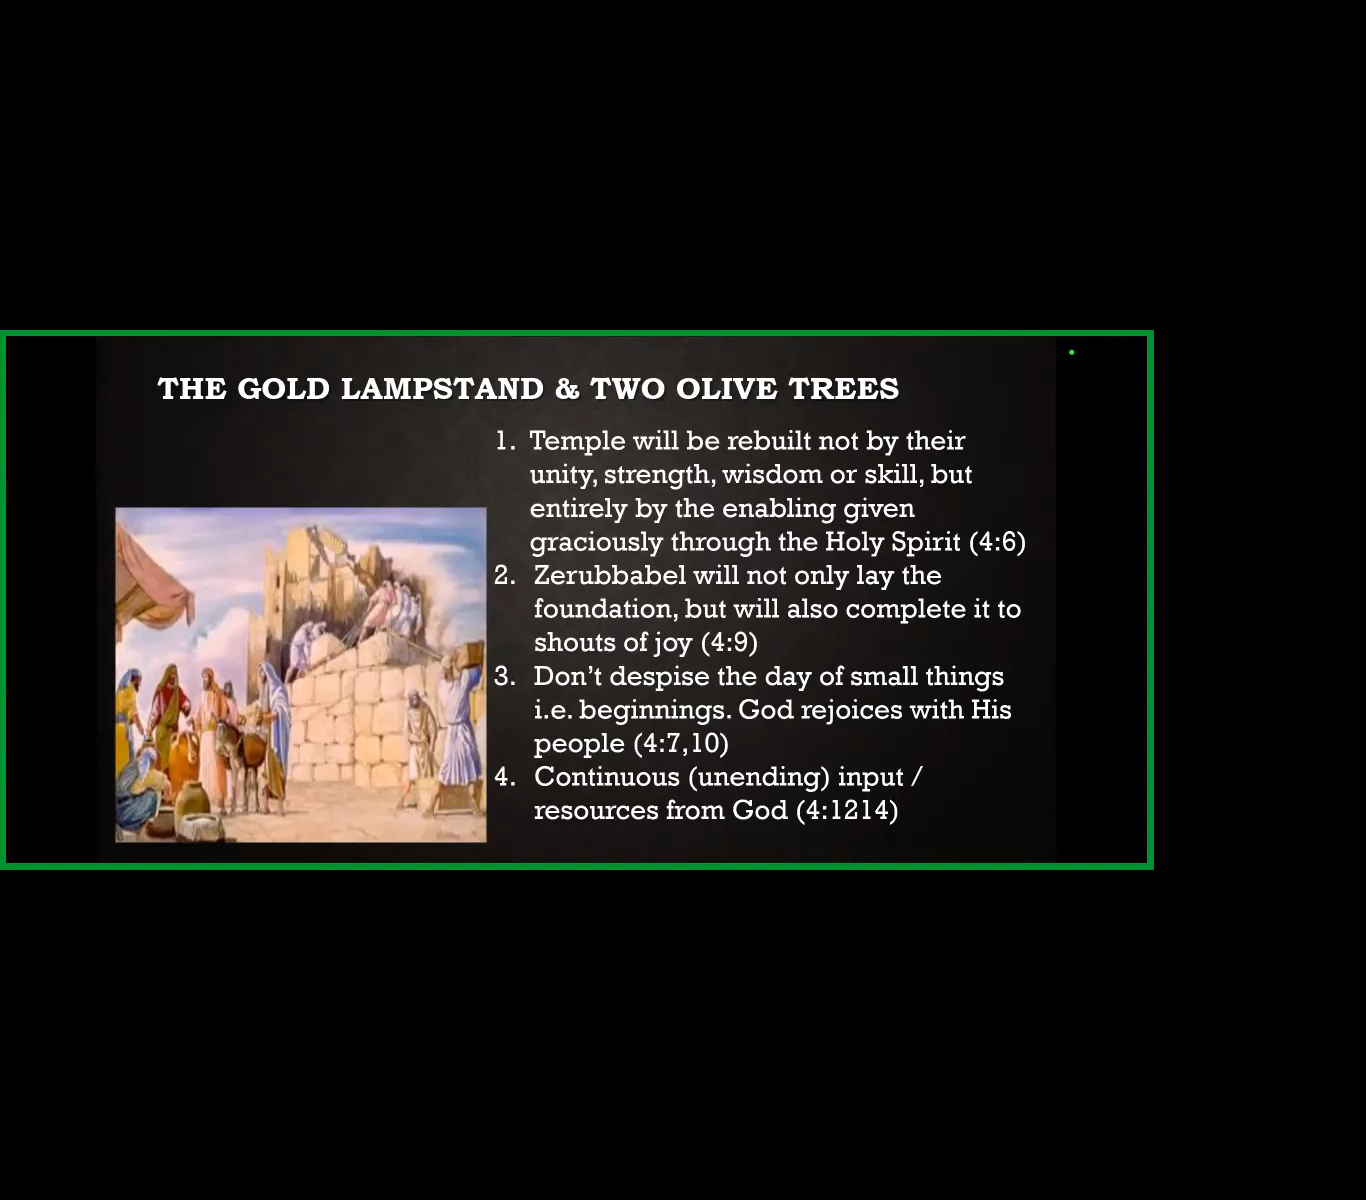 THE GOLD LAMPSTAND & TWO OLIVE TREES
1. Temple will be rebuilt not by their
unity, strength, wisdom or skill, but
entirely by the enabling given
graciously through the Holy Spirit (4:6)
2. Zerubbabel will not only lay the
foundation, but will also complete it to
shouts of joy (4:9)
3. Don’t despise the day of small things
i.e. beginnings. God rejoices with His
people (4:7,10)
4. Continuous (unending) input /
resources from God (4:1214)